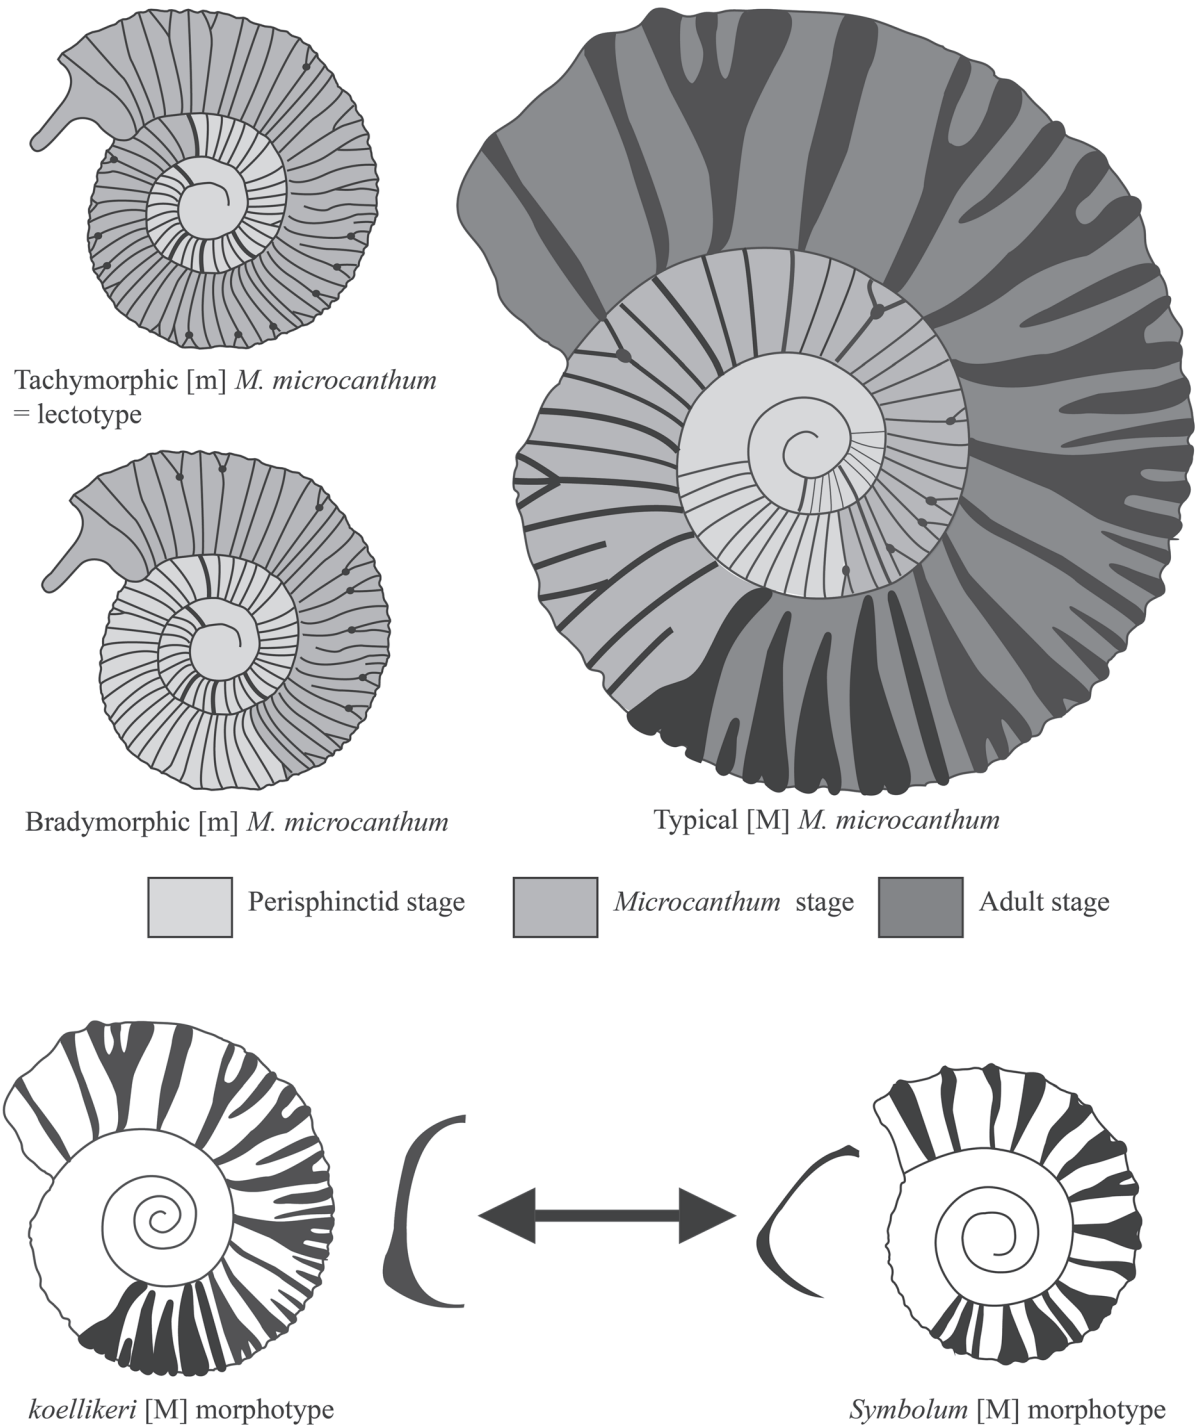 Tachymorphic [m] M. microcanthum
= lectotype
Bradymorphic [m] M. microcanthum
Typical [M] M. microcanthum
Perisphinctid stage
Microcanthum stage
Adult stage
koellikeri [M] morphotype
Symbolum [M] morphotype